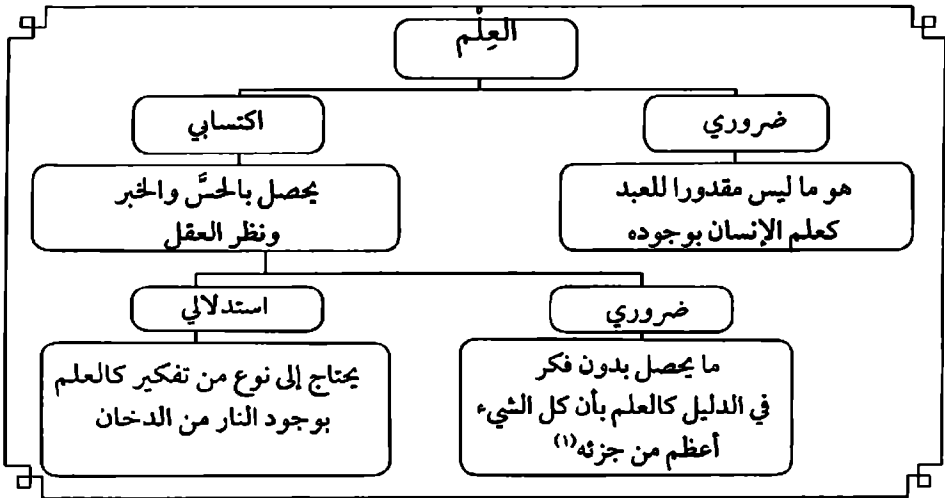 العِلْم
ضروري
هو ما ليس مقدورا للعبد
كعلم الإنسان بوجوده
اكتسابي
يحصل بالحسَّ والخبر
ونظر العقل
ضروري
ما يحصل بدون فكر
في الدليل كالعلم بأن كل الشيء
أعظم من جزئه(١)
استدلالي
يحتاج إلى نوع من تفكير كالعلم
بوجود النار من الدخان